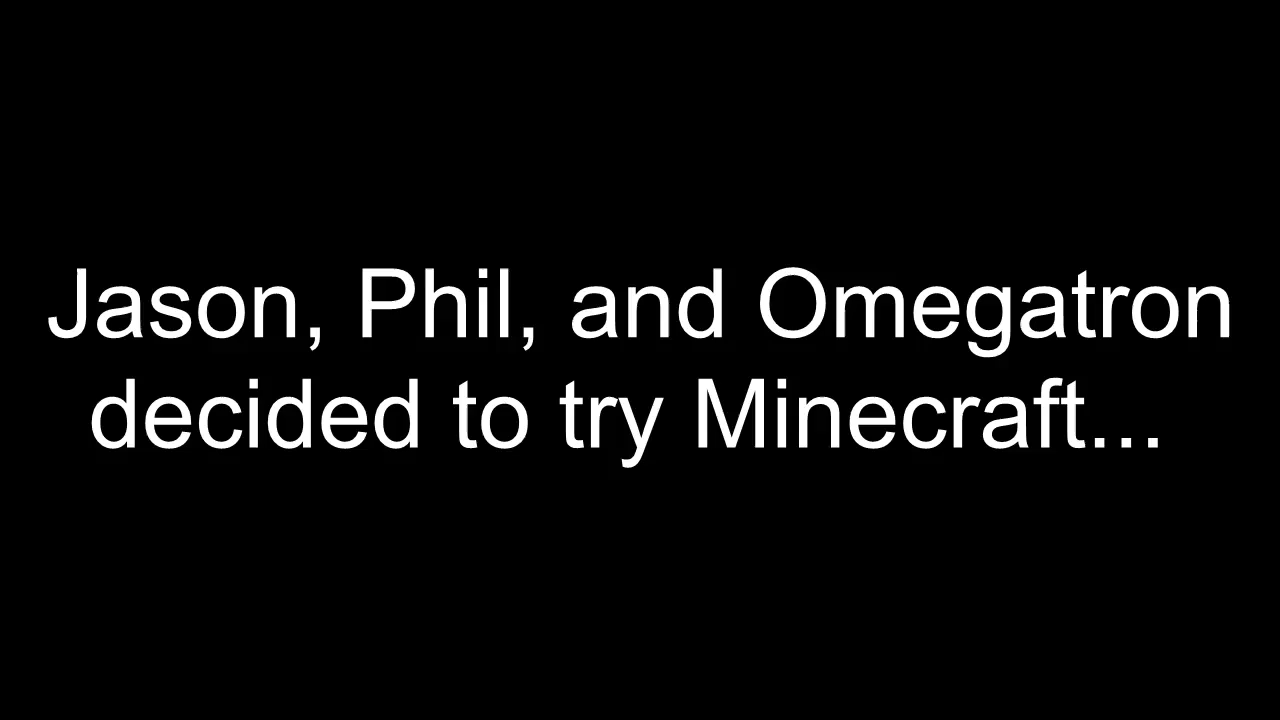 Jason, Phil, and Omegatron
decided to try Minecraft...